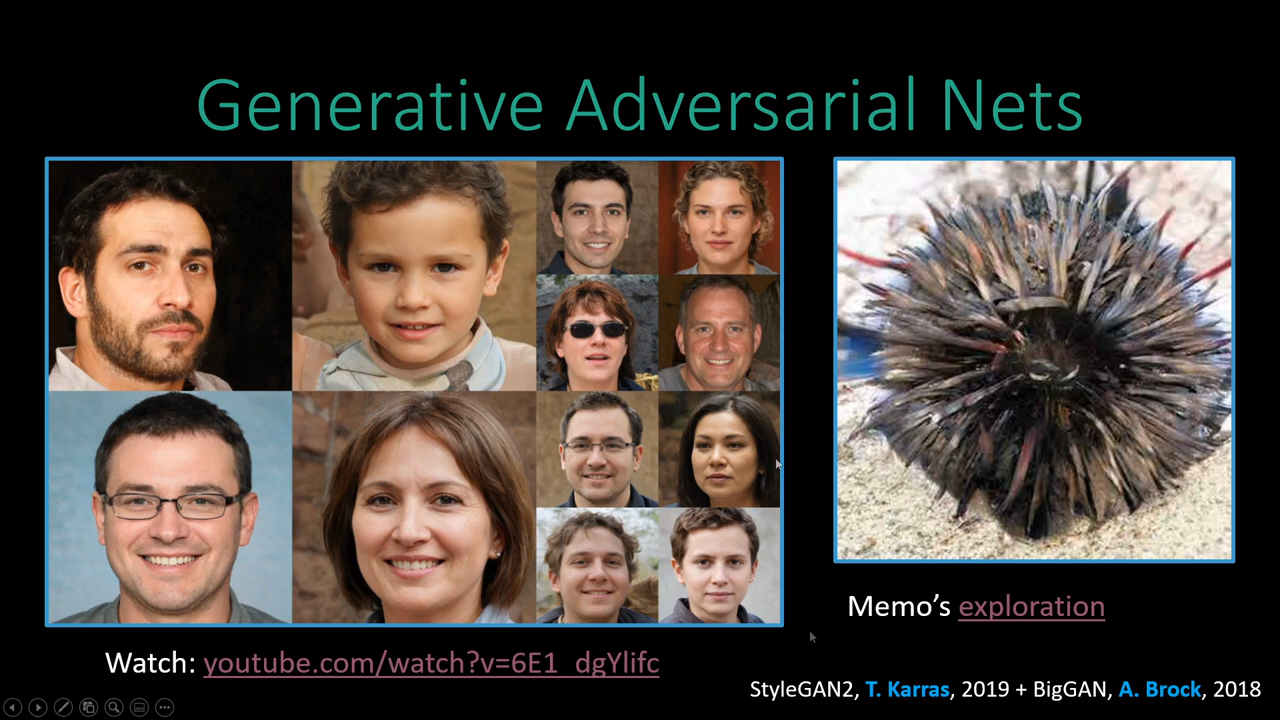 Generative Adversarial Nets
Memo's exploration
Watch: youtube.com/watch?v=6E1_dgYlifc
StyleGAN2, T. Karras, 2019 + BigGAN, A. Brock, 2018